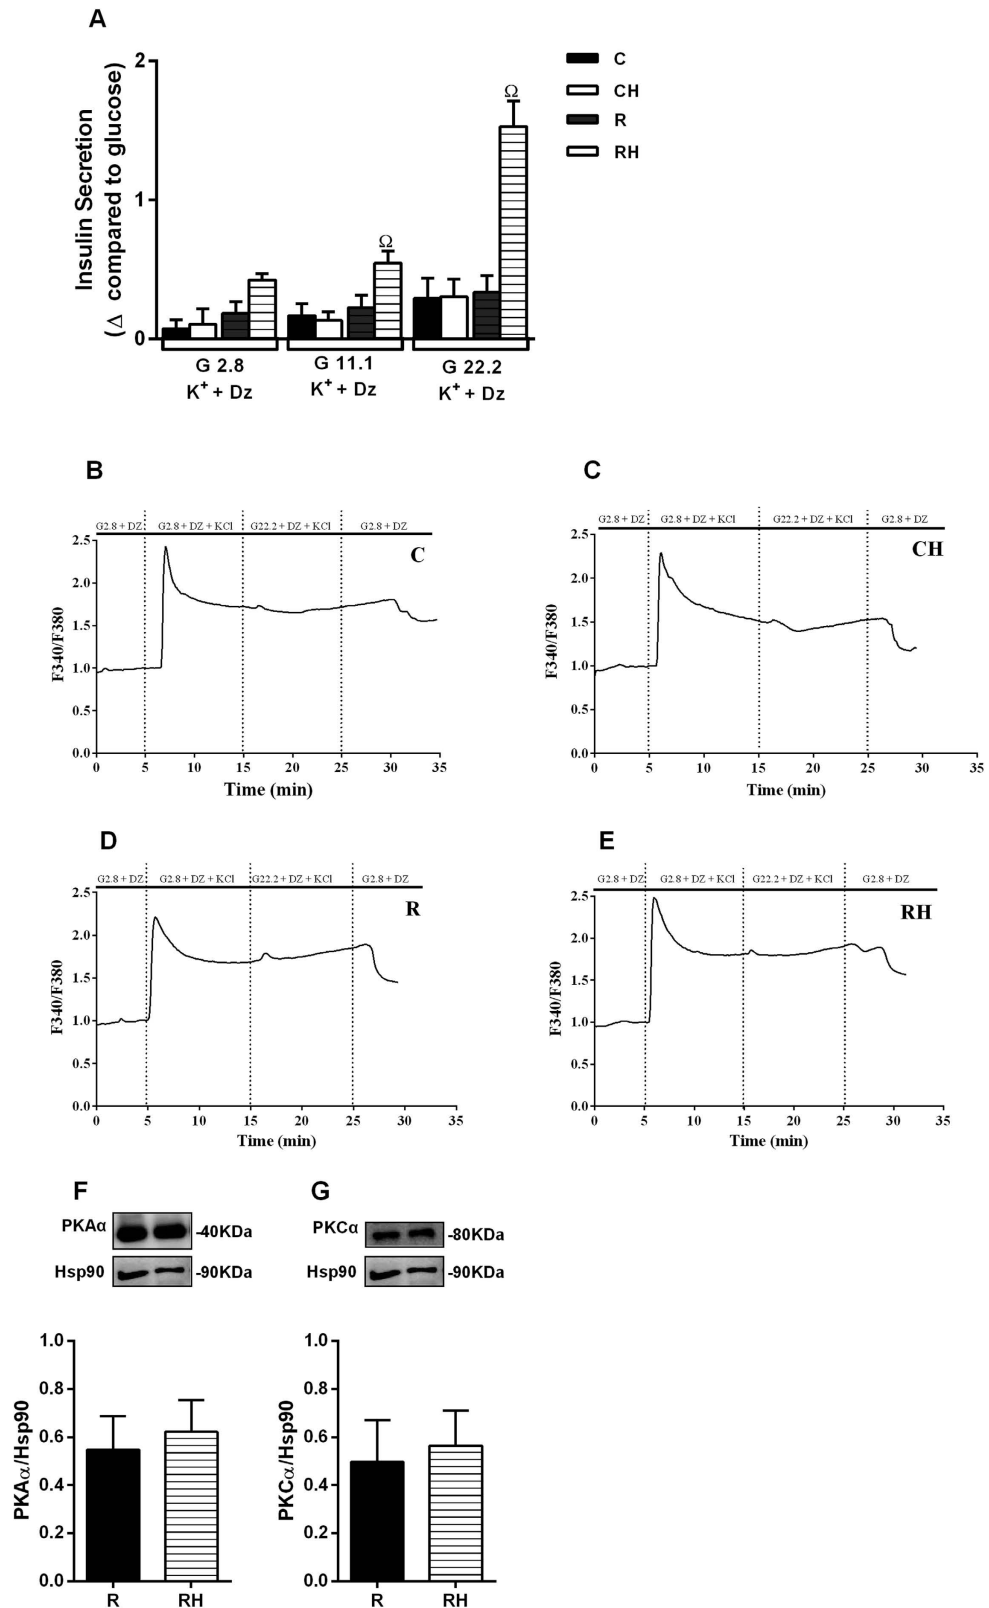 A
Insulin Secretion
(Δ compared to glucose)
2
1
0
Ω
Ω
C
CH
R
RH
G 2.8
K+ + Dz
G 11.1
K+ + Dz
G 22.2
K+ + Dz
B
G2.8 + DZ G2.8 + DZ + KCl G22.2 + DZ + KCl G2.8 + DZ
C
F340/F380
2.5
2.0
1.5
1.0
0.5
0.0
0 5 10 15 20 25 30 35
Time (min)
C
G2.8 + DZ G2.8 + DZ + KCl G22.2 + DZ + KCl G2.8 + DZ
CH
F340/F380
2.5
2.0
1.5
1.0
0.5
0.0
0 5 10 15 20 25 30 35
Time (min)
D
G2.8 + DZ G2.8 + DZ + KCl G22.2 + DZ + KCl G2.8 + DZ
R
F340/F380
2.5
2.0
1.5
1.0
0.5
0.0
0 5 10 15 20 25 30 35
Time (min)
E
G2.8 + DZ G2.8 + DZ + KCl G22.2 + DZ + KCl G2.8 + DZ
RH
F340/F380
2.5
2.0
1.5
1.0
0.5
0.0
0 5 10 15 20 25 30 35
Time (min)
F
PKAα -40KDa
Hsp90 -90KDa
PKAα/Hsp90
1.0
0.8
0.6
0.4
0.2
0.0
R RH
G
PKCα -80KDa
Hsp90 -90KDa
PKCα/Hsp90
1.0
0.8
0.6
0.4
0.2
0.0
R RH